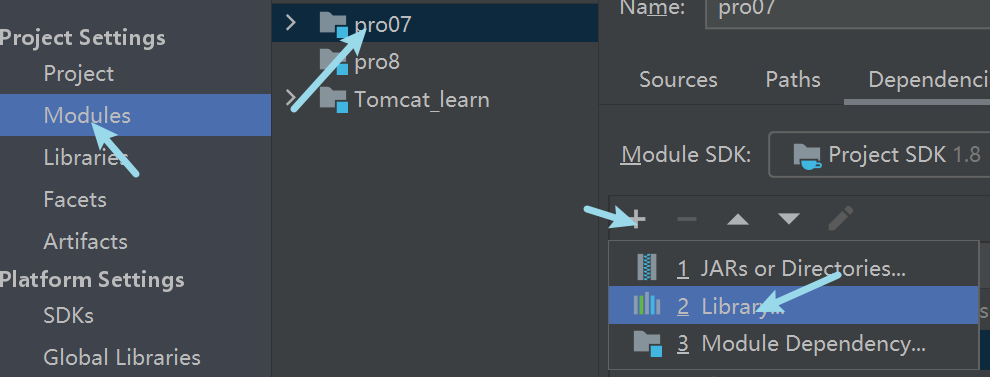 Project Settings
Project
Modules
Libraries
Facets
Artifacts
Platform Settings
SDKs
Global Libraries
pro07
pro8
Tomcat_learn
Name: pro07
Sources Paths Dependenci
Module SDK: Project SDK 1.8
1 JARs or Directories...
2 Library...
3 Module Dependency...